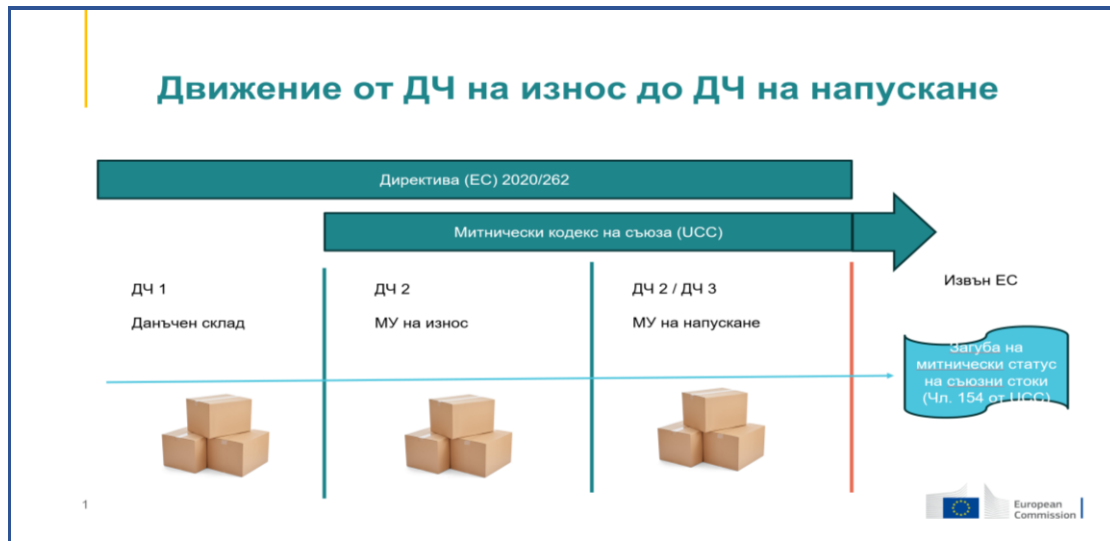 Движение от ДЧ на износ до ДЧ на напускане
Директива (ЕС) 2020/262
Митнически кодекс на съюза (UCC)
ДЧ 1
Данъчен склад
ДЧ 2
МУ на износ
ДЧ 2 / ДЧ 3
МУ на напускане
Извън ЕС
Загуба на
митнически статус
на съюзни стоки
(Чл. 154 от UCC)
1
European
Commission